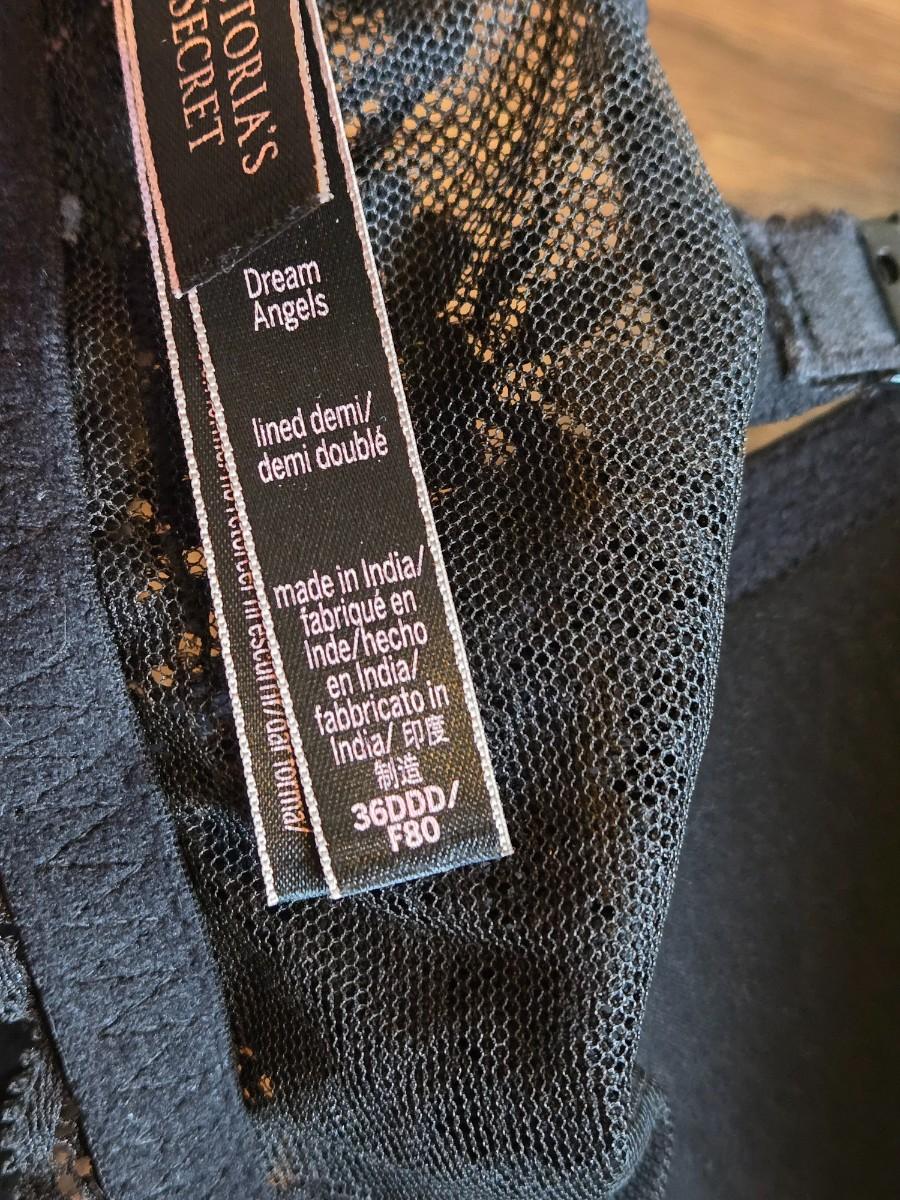 SECRET
Dream
Angels
lined demi/
demi doublé
made in India/
fabriqué en
Inde/hecho
en India/
fabbricato in
India/ 印度
制造
36DDD/
F80